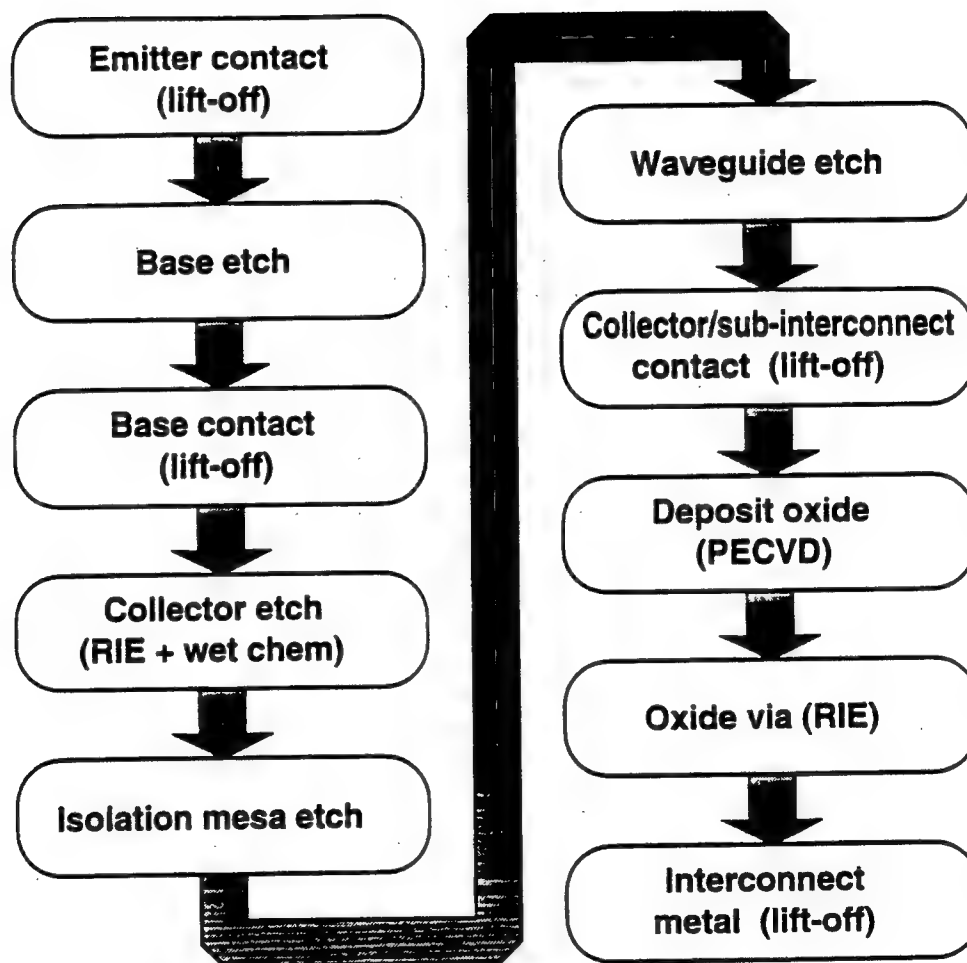 Emitter contact
(lift-off)
Base etch
Base contact
(lift-off)
Collector etch
(RIE + wet chem)
Isolation mesa etch
Waveguide etch
Collector/sub-interconnect
contact (lift-off)
Deposit oxide
(PECVD)
Oxide via (RIE)
Interconnect
metal (lift-off)